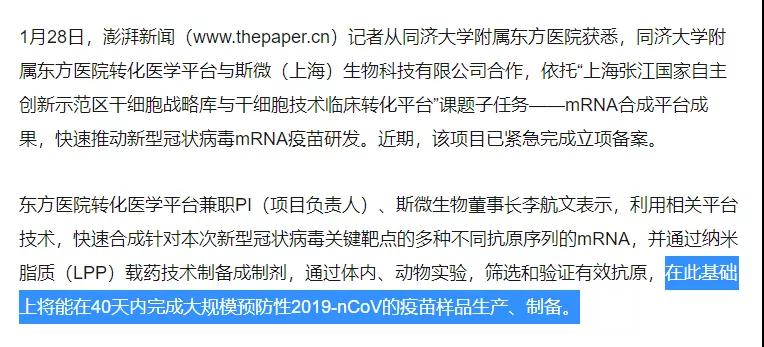 1月28日，澎湃新闻（www.thepaper.cn）记者从同济大学附属东方医院获悉，同济大学附
属东方医院转化医学平台与斯微（上海）生物科技有限公司合作，依托“上海张江国家自主
创新示范区干细胞战略库与干细胞技术临床转化平台”课题子任务——mRNA合成平台成
果，快速推动新型冠状病毒mRNA疫苗研发。近期，该项目已紧急完成立项备案。
东方医院转化医学平台兼职PI（项目负责人）、斯微生物董事长李航文表示，利用相关平台
技术，快速合成针对本次新型冠状病毒关键靶点的多种不同抗原序列的mRNA，并通过纳米
脂质（LPP）载药技术制备成制剂，通过体内、动物实验，筛选和验证有效抗原，在此基础
上将能在40天内完成大规模预防性2019-nCoV的疫苗样品生产、制备。